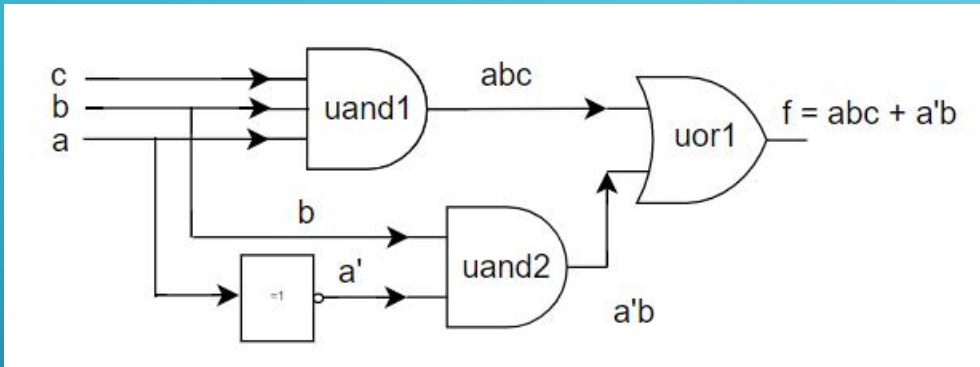 c
b
a
uand1
abc
uor1
f = abc + a'b
b
uand2
=1
a'
a'b